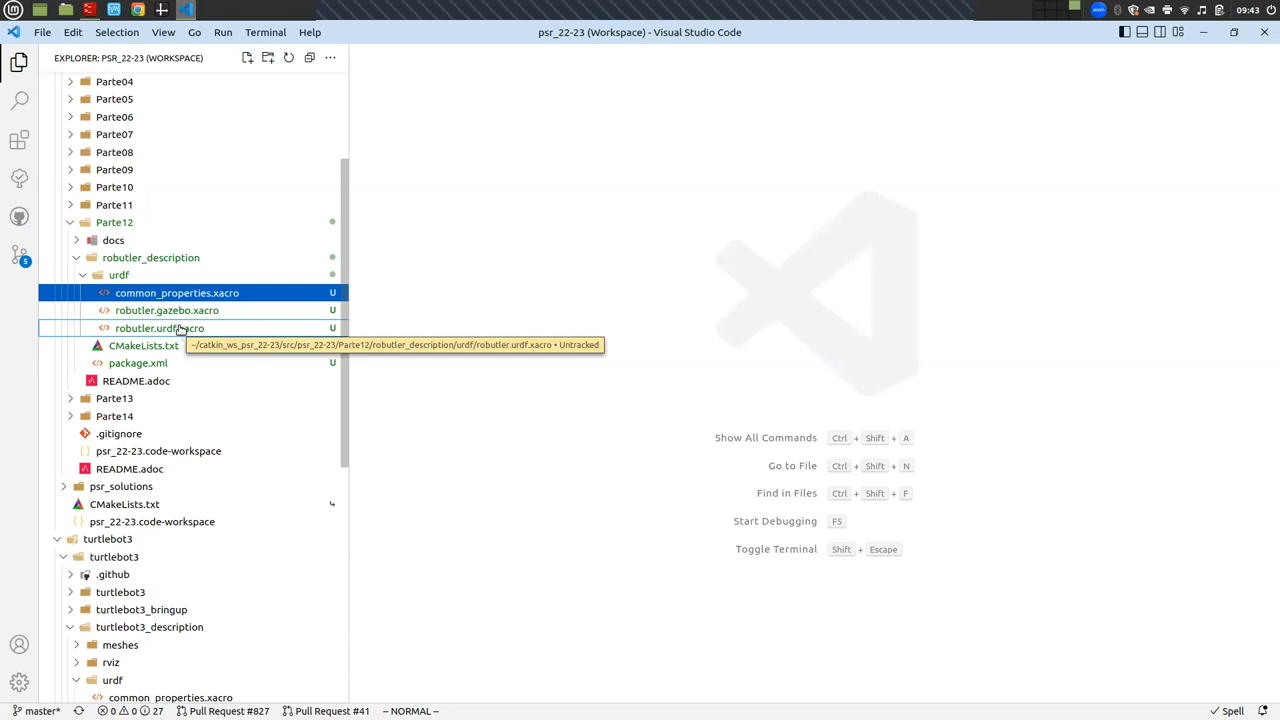 09:43
File Edit Selection View Go Run Terminal Help
psr_22-23 (Workspace) - Visual Studio Code
EXPLORER: PSR_22-23 (WORKSPACE)
Parte04
Parte05
Parte06
Parte07
Parte08
Parte09
Parte10
Parte11
Parte12
docs
robutler_description
urdf
common_properties.xacro U
robutler.gazebo.xacro U
robutler.urdf.xacro U
~/catkin_ws_psr_22-23/src/psr_22-23/Parte12/robutler_description/urdf/robutler.urdf.xacro • Untracked
CMakeLists.txt
package.xml U
README.adoc
Parte13
Parte14
.gitignore
psr_22-23.code-workspace
README.adoc
psr_solutions
CMakeLists.txt
psr_22-23.code-workspace
turtlebot3
turtlebot3
.github
turtlebot3
turtlebot3_bringup
turtlebot3_description
meshes
rviz
urdf
common_properties.xacro
5
Show All Commands Ctrl + Shift + A
Go to File Ctrl + Shift + N
Find in Files Ctrl + Shift + F
Start Debugging F5
Toggle Terminal Shift + Escape
master* 0 0 27 Pull Request #827 Pull Request #41 -- NORMAL -- Spell